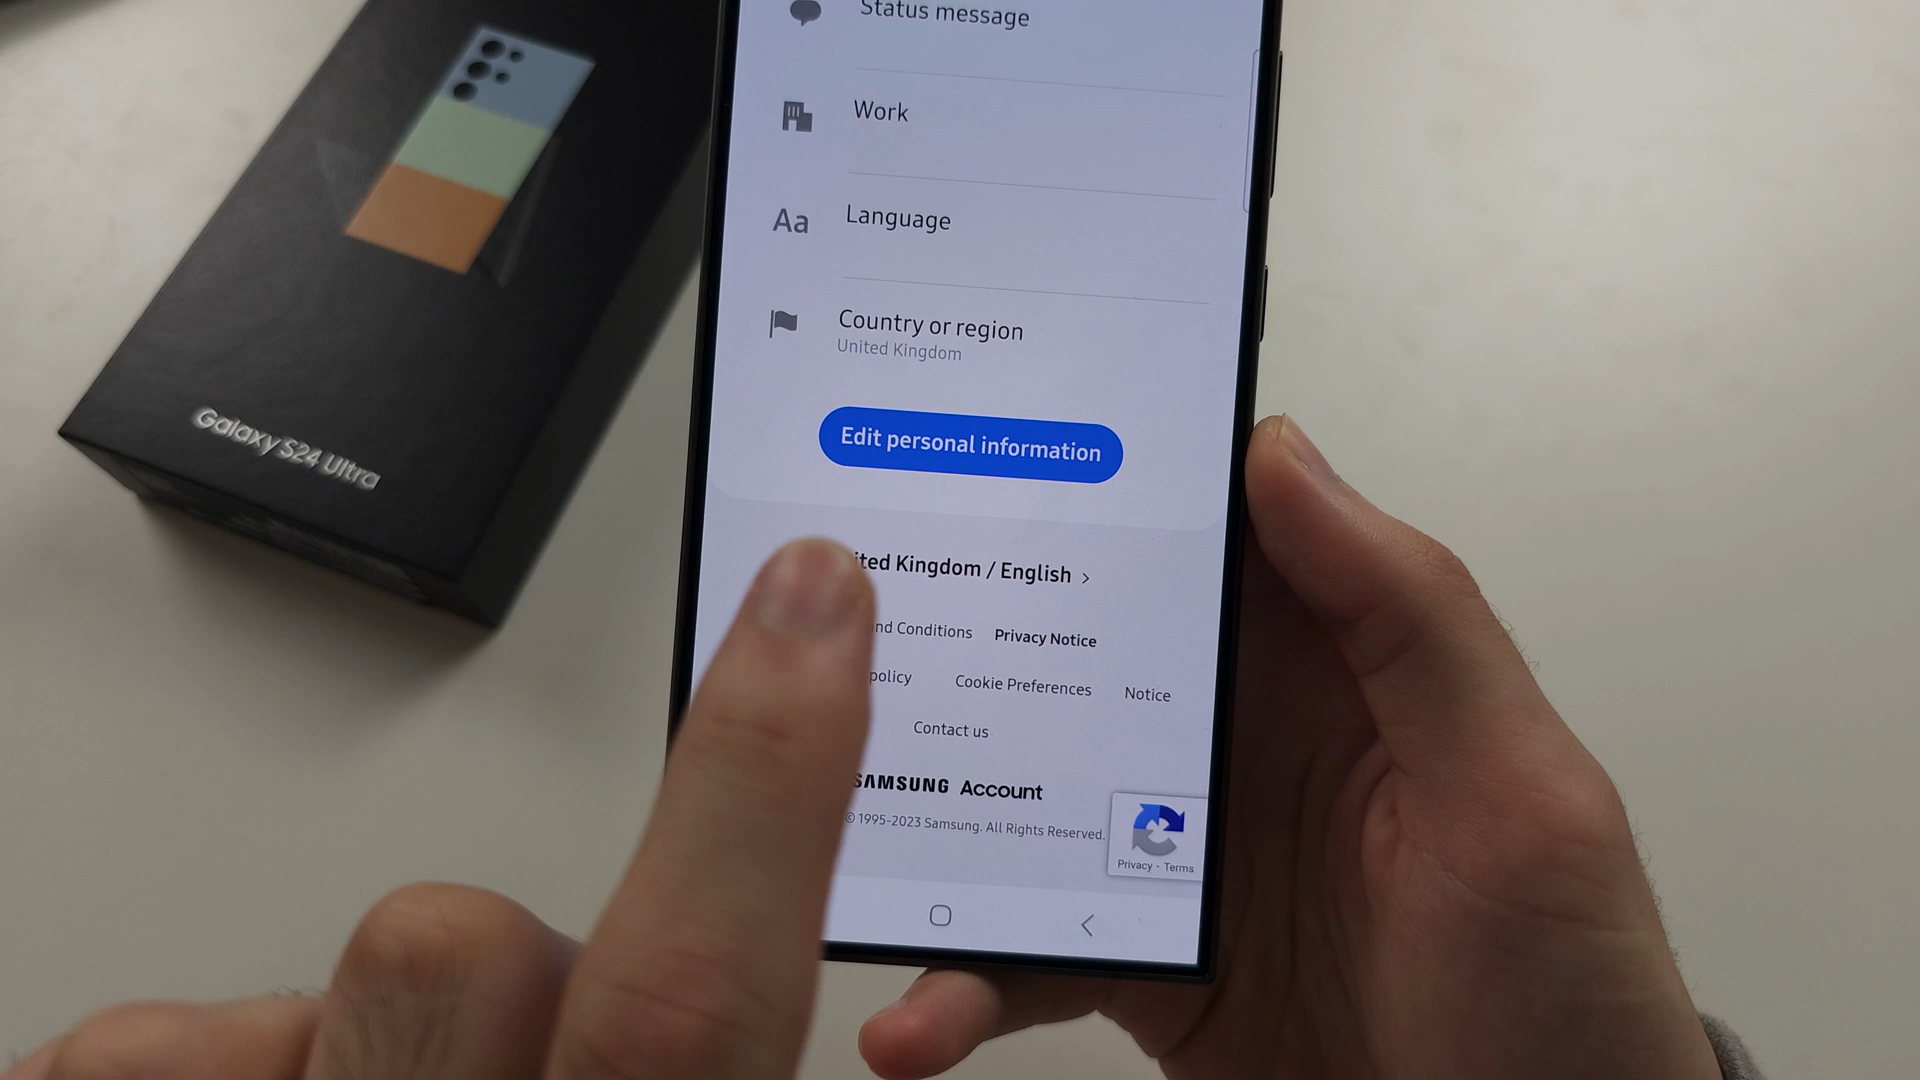 Status message
Work
Aa Language
Country or region
United Kingdom
Edit personal information
ited Kingdom / English >
nd Conditions Privacy Notice
policy Cookie Preferences Notice
Contact us
SAMSUNG Account
© 1995-2023 Samsung. All Rights Reserved.
Privacy - Terms
Galaxy S24 Ultra